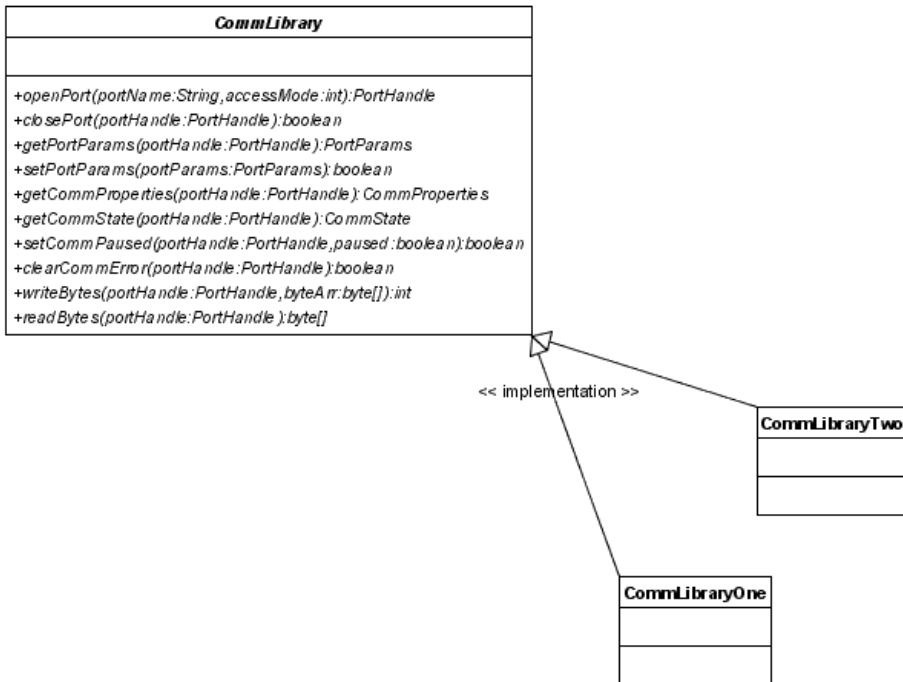 CommLibrary
+openPort(portName:String,accessMode:int):PortHandle
+closePort(portHandle:PortHandle):boolean
+getPortParams(portHandle:PortHandle):PortParams
+setPortParams(portParams:PortParams):boolean
+getCommProperties(portHandle:PortHandle):CommProperties
+getCommState(portHandle:PortHandle):CommState
+setCommPaused(portHandle:PortHandle,paused:boolean):boolean
+clearCommError(portHandle:PortHandle):boolean
+writeBytes(portHandle:PortHandle,byteArr:byte[]):int
+readBytes(portHandle:PortHandle):byte[]
<< implementation >>
CommLibraryTwo
CommLibraryOne